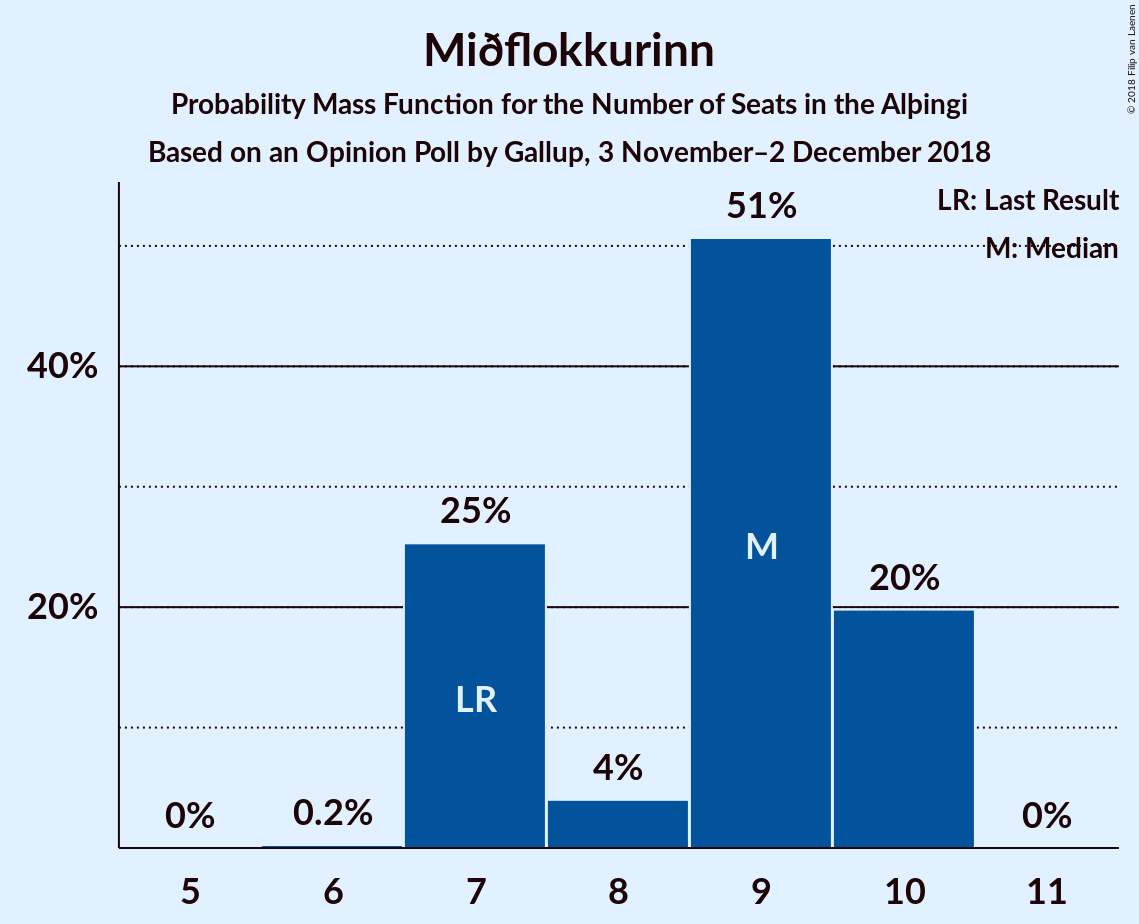 Miðflokkurinn
Probability Mass Function for the Number of Seats in the Alþingi
Based on an Opinion Poll by Gallup, 3 November–2 December 2018
© 2018 Filip van Laenen
LR: Last Result
M: Median
51%
40%
25%
M
20%
20%
LR
4%
0%
0.2%
0%
5 6 7 8 9 10 11